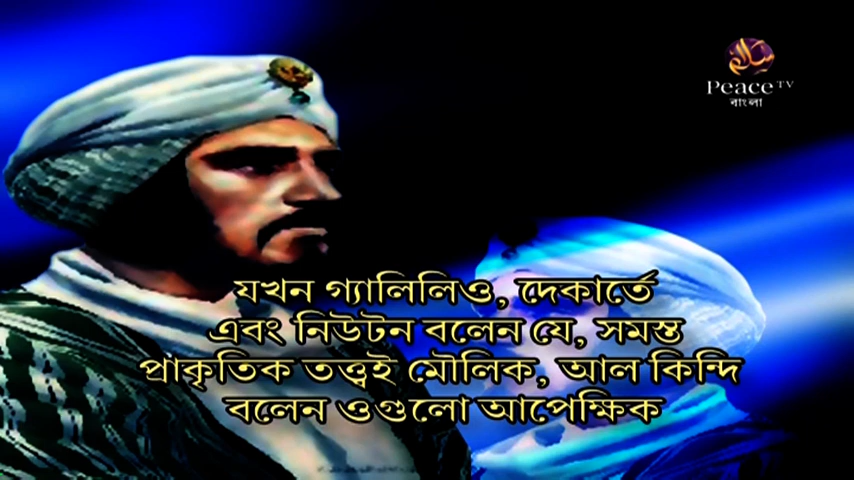 Peace TV
বাংলা
যখন গ্যালিলিও, দেকার্তে
এবং নিউটন বলেন যে, সমস্ত
প্রাকৃতিক তত্ত্বই মৌলিক, আল কিন্দি
বলেন ওগুলো আপেক্ষিক